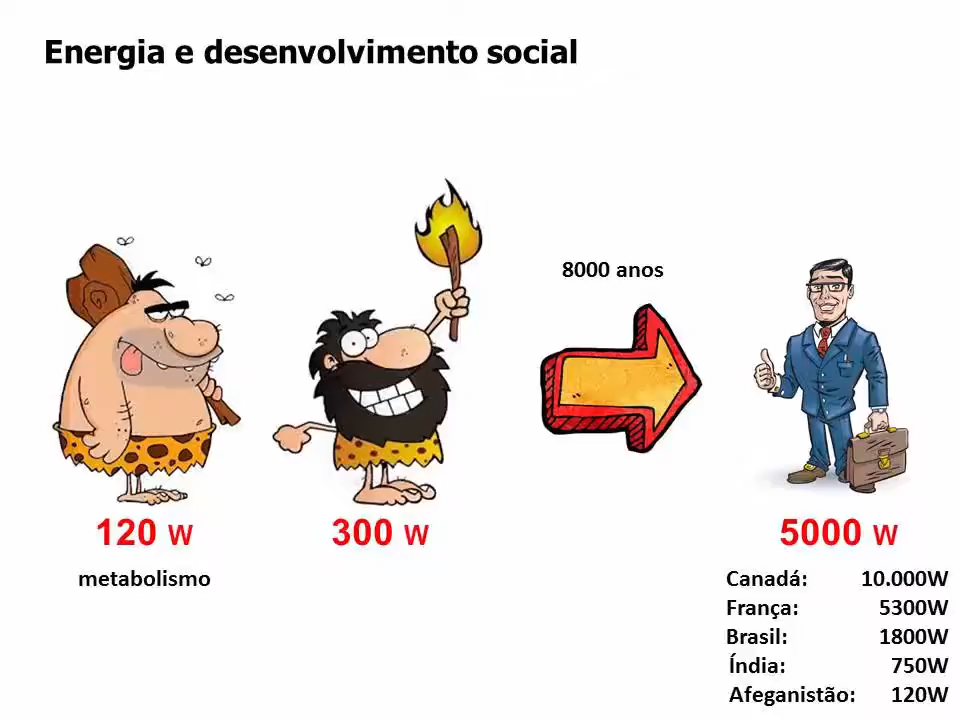 Energia e desenvolvimento social
8000 anos
120 W
300 W
5000 W
metabolismo
Canadá: 10.000W
França: 5300W
Brasil: 1800W
Índia: 750W
Afeganistão: 120W